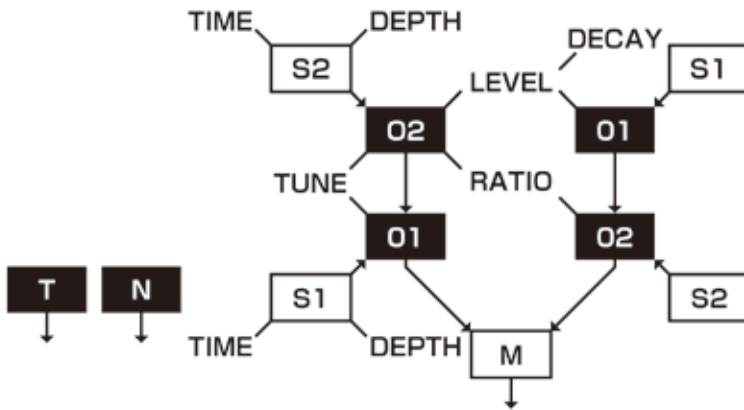 TIME DEPTH
DECAY
S2 S1
LEVEL
O2 O1
TUNE RATIO
O1 O2
T N S1 S2
TIME DEPTH M